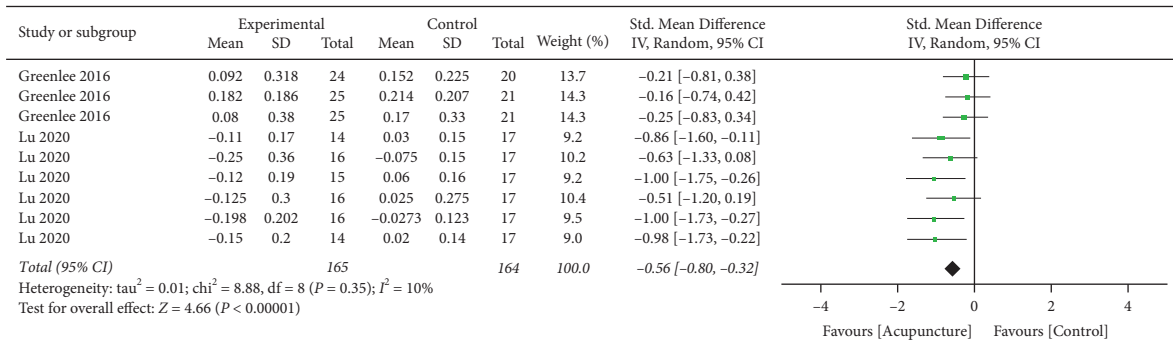 Study or subgroup Experimental Control Weight (%) Std. Mean Difference Std. Mean Difference
Mean SD Total Mean SD Total IV, Random, 95% CI IV, Random, 95% CI
Greenlee 2016 0.092 0.318 24 0.152 0.225 20 13.7 –0.21 [–0.81, 0.38]
Greenlee 2016 0.182 0.186 25 0.214 0.207 21 14.3 –0.16 [–0.74, 0.42]
Greenlee 2016 0.08 0.38 25 0.17 0.33 21 14.3 –0.25 [–0.83, 0.34]
Lu 2020 –0.11 0.17 14 0.03 0.15 17 9.2 –0.86 [–1.60, –0.11]
Lu 2020 –0.25 0.36 16 –0.075 0.15 17 10.2 –0.63 [–1.33, 0.08]
Lu 2020 –0.12 0.19 15 0.06 0.16 17 9.2 –1.00 [–1.75, –0.26]
Lu 2020 –0.125 0.3 16 0.025 0.275 17 10.4 –0.51 [–1.20, 0.19]
Lu 2020 –0.198 0.202 16 –0.0273 0.123 17 9.5 –1.00 [–1.73, –0.27]
Lu 2020 –0.15 0.2 14 0.02 0.14 17 9.0 –0.98 [–1.73, –0.22]
Total (95% CI) 165 164 100.0 –0.56 [–0.80, –0.32]
Heterogeneity: tau² = 0.01; chi² = 8.88, df = 8 (P = 0.35); I² = 10%
Test for overall effect: Z = 4.66 (P < 0.00001)
–4 –2 0 2 4
Favours [Acupuncture] Favours [Control]